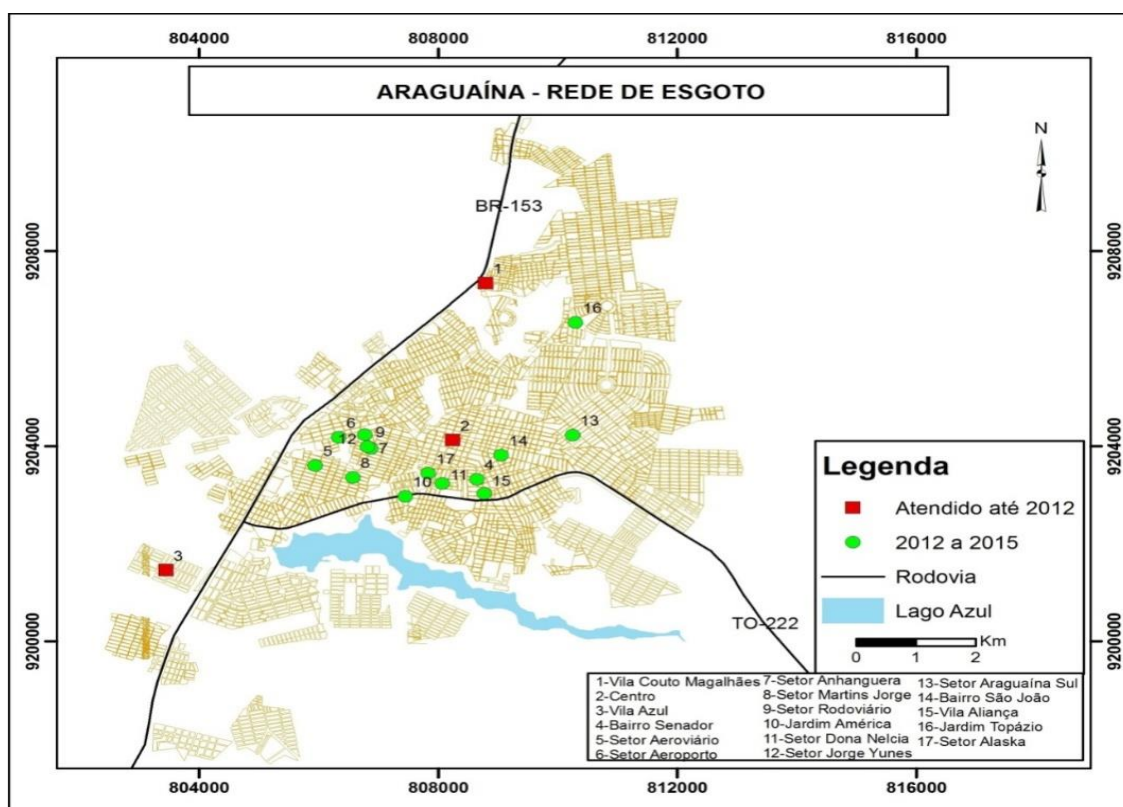 804000 808000 812000 816000
ARAGUAÍNA - REDE DE ESGOTO
N
BR-153
9208000 9208000
1
16
6 9 2 13
12 7 14
5 8 17 4
10 11 15
9204000 9204000
3
TO-222
9200000 9200000
Legenda
Atendido até 2012
2012 a 2015
Rodovia
Lago Azul
Km
0 1 2
1-Vila Couto Magalhães
2-Centro
3-Vila Azul
4-Bairro Senador
5-Setor Aeroviário
6-Setor Aeroporto
7-Setor Anhanguera
8-Setor Martins Jorge
9-Setor Rodoviário
10-Jardim América
11-Setor Dona Nelcia
12-Setor Jorge Yunes
13-Setor Araguaína Sul
14-Bairro São João
15-Vila Aliança
16-Jardim Topázio
17-Setor Alaska
804000 808000 812000 816000